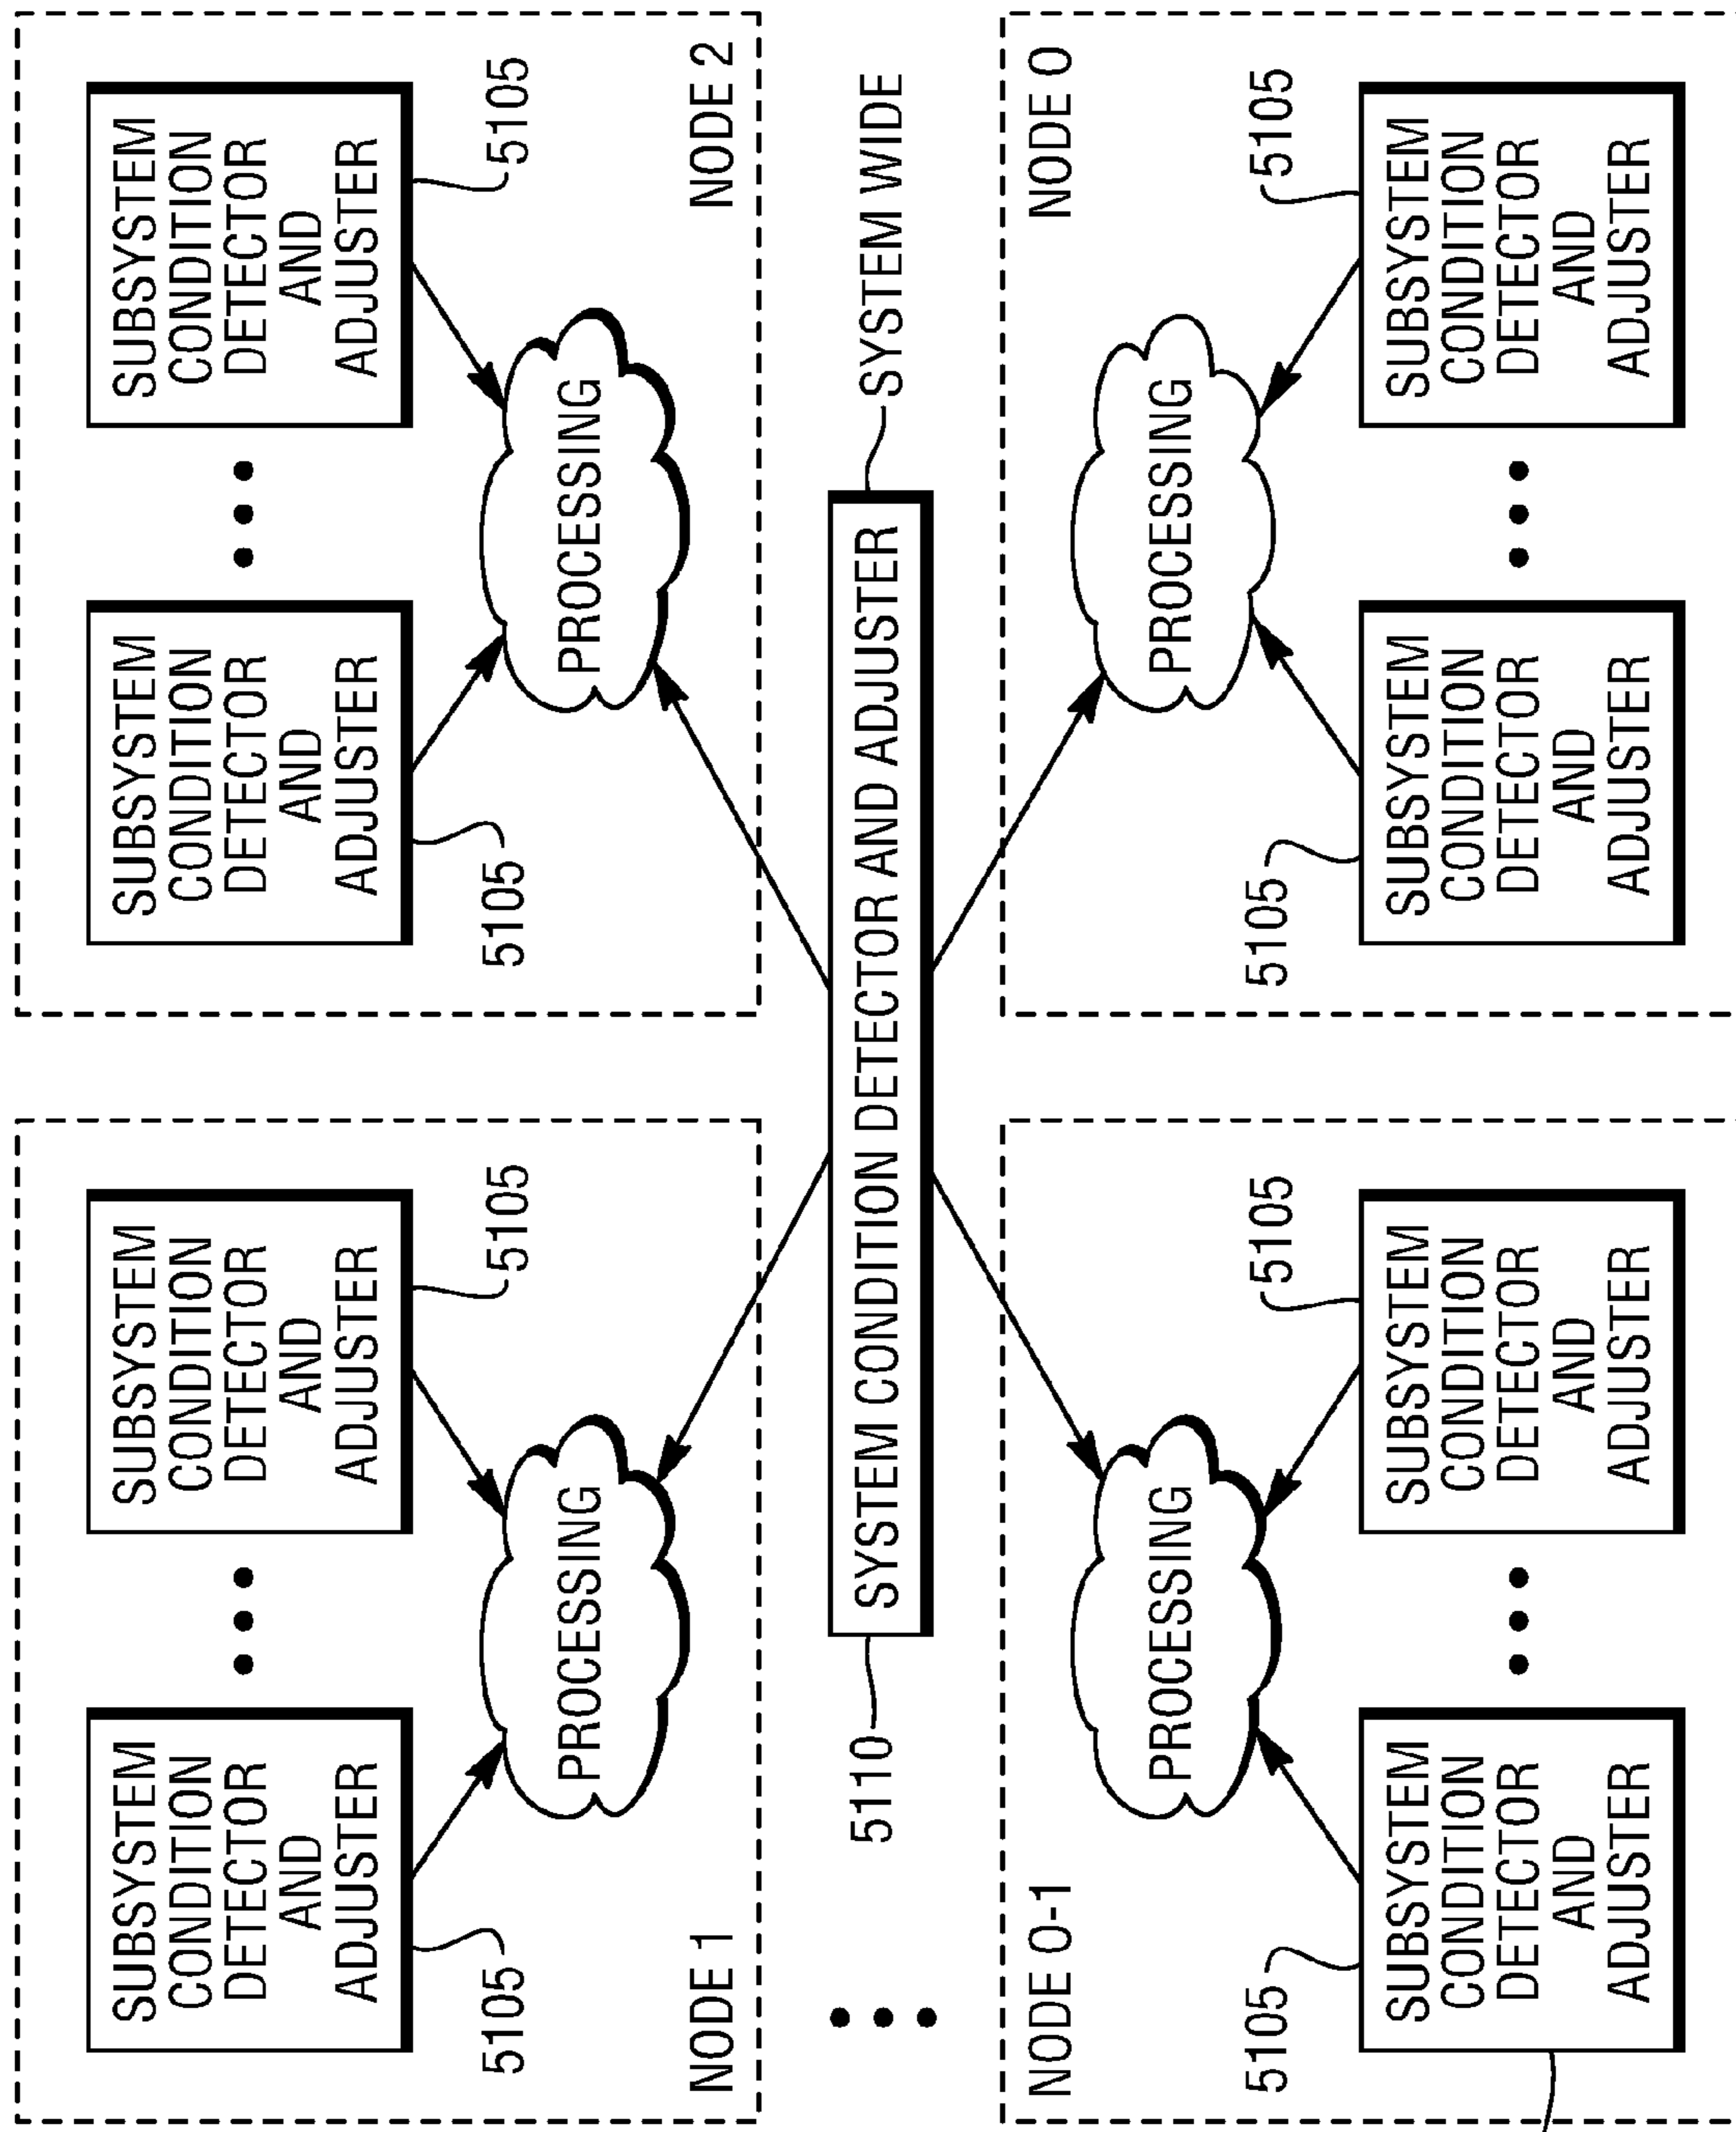 SUBSYSTEM
CONDITION
DETECTOR
AND
ADJUSTER
5105
SUBSYSTEM
CONDITION
DETECTOR
AND
ADJUSTER
5105
PROCESSING
NODE 1
SUBSYSTEM
CONDITION
DETECTOR
AND
ADJUSTER
5105
SUBSYSTEM
CONDITION
DETECTOR
AND
ADJUSTER
5105
PROCESSING
NODE 2
5110
SYSTEM CONDITION DETECTOR AND ADJUSTER
SYSTEM WIDE
NODE O-1
PROCESSING
5105
SUBSYSTEM
CONDITION
DETECTOR
AND
ADJUSTER
5105
SUBSYSTEM
CONDITION
DETECTOR
AND
ADJUSTER
NODE O
PROCESSING
5105
SUBSYSTEM
CONDITION
DETECTOR
AND
ADJUSTER
5105
SUBSYSTEM
CONDITION
DETECTOR
AND
ADJUSTER